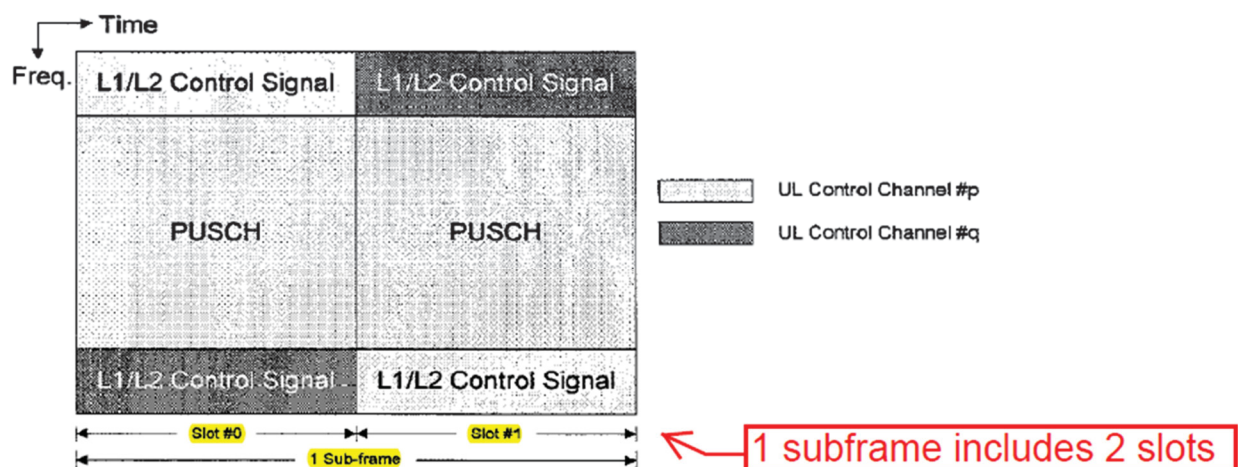 Time
Freq.
L1/L2 Control Signal L1/L2 Control Signal
UL Control Channel #p
PUSCH PUSCH
UL Control Channel #q
L1/L2 Control Signal L1/L2 Control Signal
Slot #0 Slot #1
1 Sub-frame
1 subframe includes 2 slots